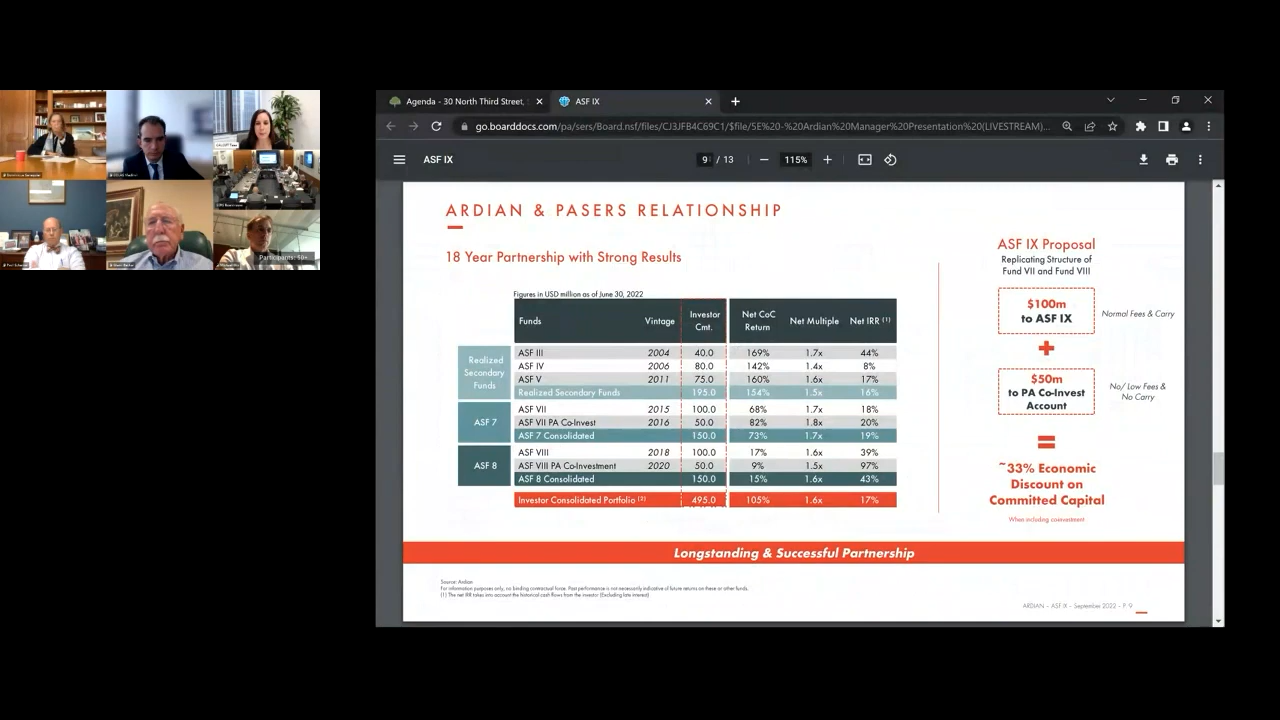 Agenda - 30 North Third Street,
ASF IX
go.boarddocs.com/pa/sers/Board.nsf/files/CJ3JFB4C69C1/$file/SE%20-%20Ardian%20Manager%20Presentation%20(LIVESTREAM)...
ASF IX
9 / 13
115%
ARDIAN & PASERS RELATIONSHIP
18 Year Partnership with Strong Results
Figures in USD million as of June 30, 2022
Funds Vintage Investor Cmt. Net CoC Return Net Multiple Net IRR (1)
Realized Secondary Funds
ASF III 2004 40.0 169% 1.7x 44%
ASF IV 2006 80.0 142% 1.4x 8%
ASF V 2011 75.0 160% 1.6x 17%
Realized Secondary Funds 195.0 154% 1.5x 16%
ASF 7
ASF VII 2015 100.0 68% 1.7x 18%
ASF VII PA Co-Invest 2016 50.0 82% 1.8x 20%
ASF 7 Consolidated 150.0 73% 1.7x 19%
ASF 8
ASF VIII 2018 100.0 17% 1.6x 39%
ASF VIII PA Co-Investment 2020 50.0 9% 1.5x 97%
ASF 8 Consolidated 150.0 15% 1.6x 43%
Investor Consolidated Portfolio (2) 495.0 105% 1.6x 17%
ASF IX Proposal
Replicating Structure of
Fund VII and Fund VIII
$100m
to ASF IX
Normal Fees & Carry
+
$50m
to PA Co-Invest
Account
No/ Low Fees &
No Carry
=
~33% Economic
Discount on
Committed Capital
When including coinvestment
Longstanding & Successful Partnership
Source: Ardian
For information purposes only, no binding contractual force. Past performance is not necessarily indicative of future returns on these or other funds.
(1) The net IRR takes into account the historical cash flows from the investor (Excluding late interest)
ARDIAN - ASF IX - September 2022 - P 9